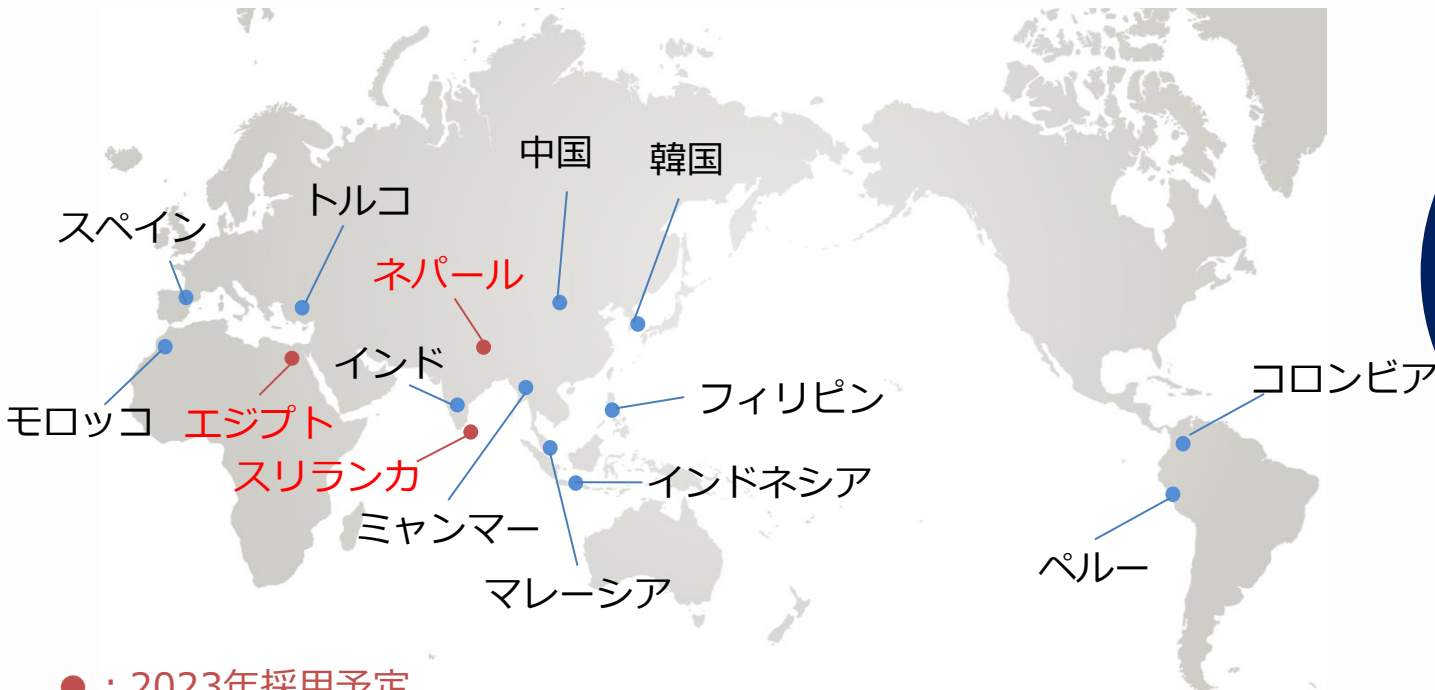 中国
韓国
トルコ
スペイン
ネパール
インド
コロンビア
フィリピン
モロッコ
エジプト
スリランカ
インドネシア
ミャンマー
ペルー
マレーシア
：2023年採用予定